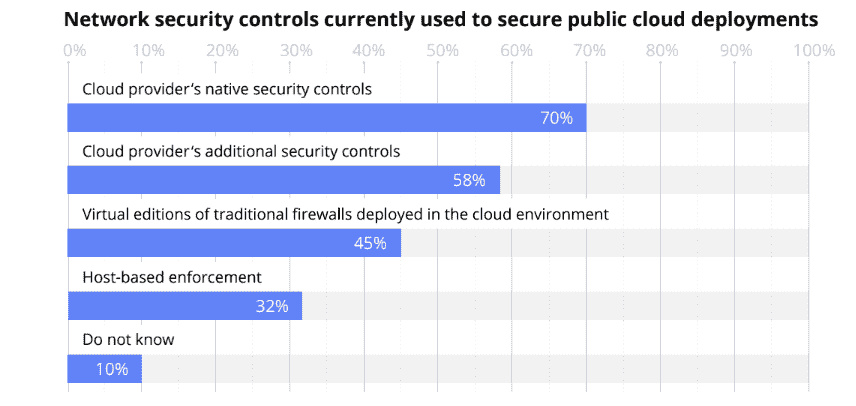 Network security controls currently used to secure public cloud deployments
0% 10% 20% 30% 40% 50% 60% 70% 80% 90% 100%
Cloud provider's native security controls
70%
Cloud provider's additional security controls
58%
Virtual editions of traditional firewalls deployed in the cloud environment
45%
Host-based enforcement
32%
Do not know
10%